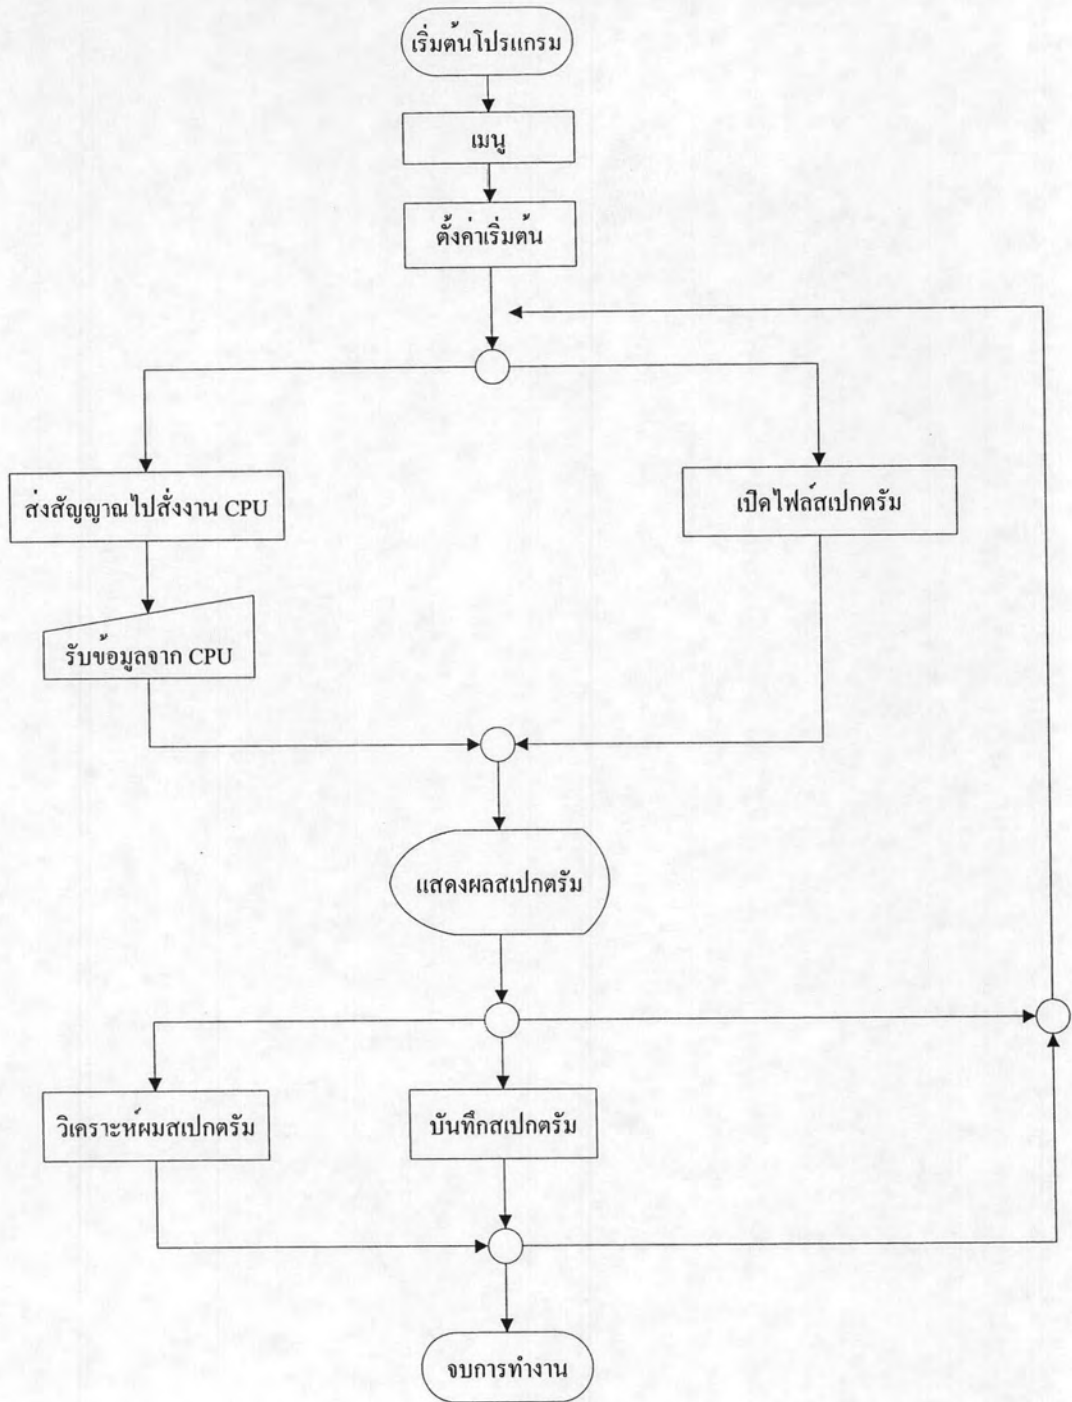 เริ่มต้นโปรแกรม
เมนู
ตั้งค่าเริ่มต้น
ส่งสัญญาณไปสั่งงาน CPU
เปิดไฟล์สเปกตรัม
รับข้อมูลจาก CPU
แสดงผลสเปกตรัม
วิเคราะห์ผมสเปกตรัม
บันทึกสเปกตรัม
จบการทำงาน